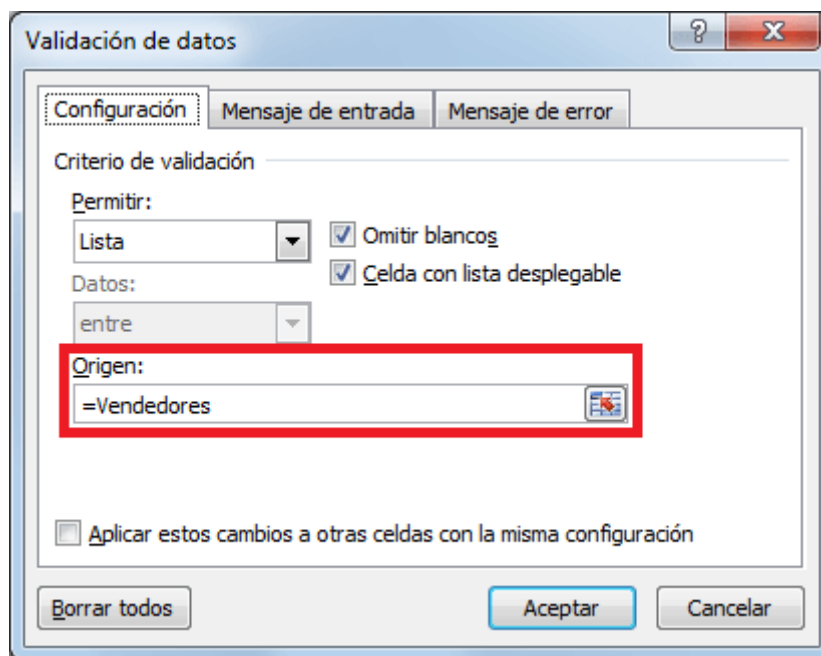 Validación de datos
Configuración Mensaje de entrada Mensaje de error
Criterio de validación
Permitir:
Lista Omitir blancos
Datos: Celda con lista desplegable
entre
Origen:
=Vendedores
Aplicar estos cambios a otras celdas con la misma configuración
Borrar todos Aceptar Cancelar